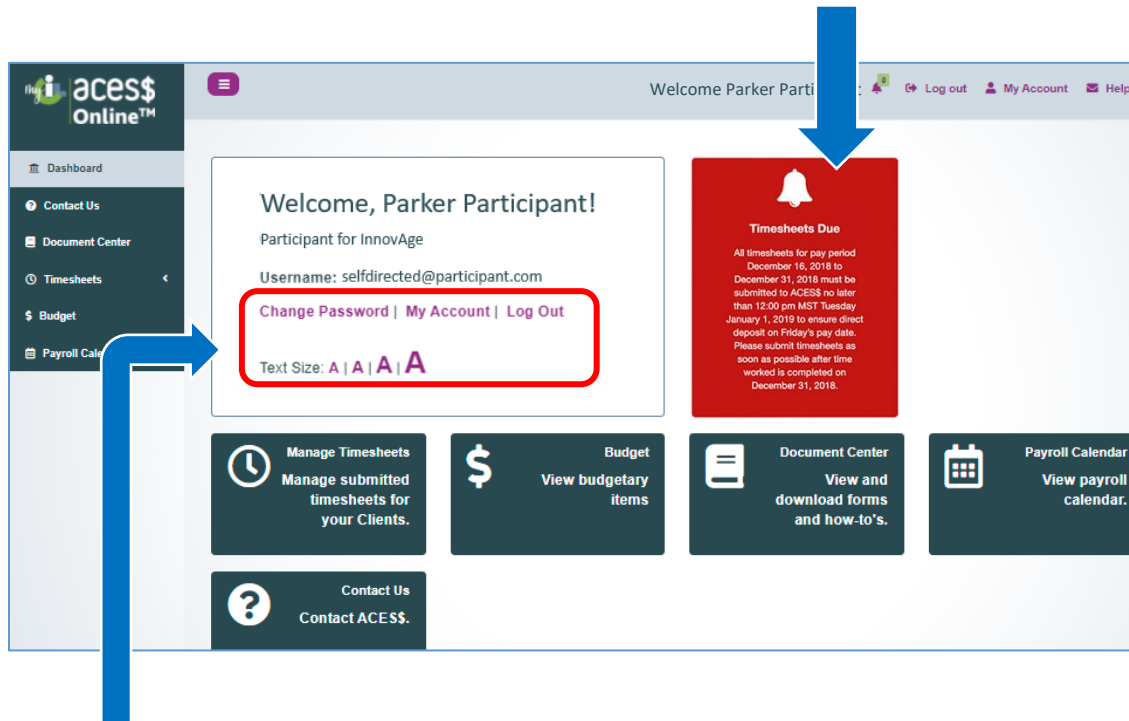 my i aces$
Online™
Welcome Parker Parti
0
Log out
My Account
Help
Dashboard
Contact Us
Document Center
Timesheets
$ Budget
Payroll Cale
Welcome, Parker Participant!
Participant for InnovAge
Username: selfdirected@participant.com
Change Password | My Account | Log Out
Text Size: A | A | A | A
Timesheets Due
All timesheets for pay period
December 16, 2018 to
December 31, 2018 must be
submitted to ACES$ no later
than 12:00 pm MST Tuesday
January 1, 2019 to ensure direct
deposit on Friday's pay date.
Please submit timesheets as
soon as possible after time
worked is completed on
December 31, 2018.
Manage Timesheets
Manage submitted
timesheets for
your Clients.
$
Budget
View budgetary
items
Document Center
View and
download forms
and how-to's.
Payroll Calendar
View payroll
calendar.
?
Contact Us
Contact ACES$.